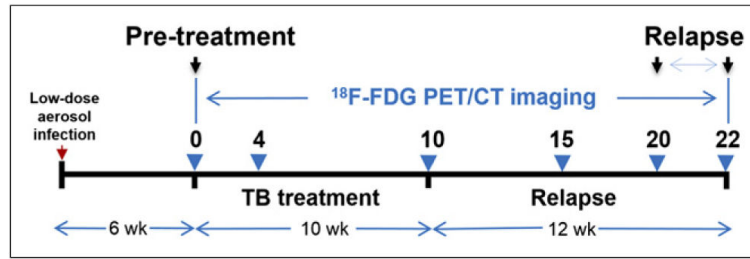 Pre-treatment
Relapse
¹⁸F-FDG PET/CT imaging
Low-dose
aerosol
infection
0 4 10 15 20 22
TB treatment
Relapse
6 wk
10 wk
12 wk